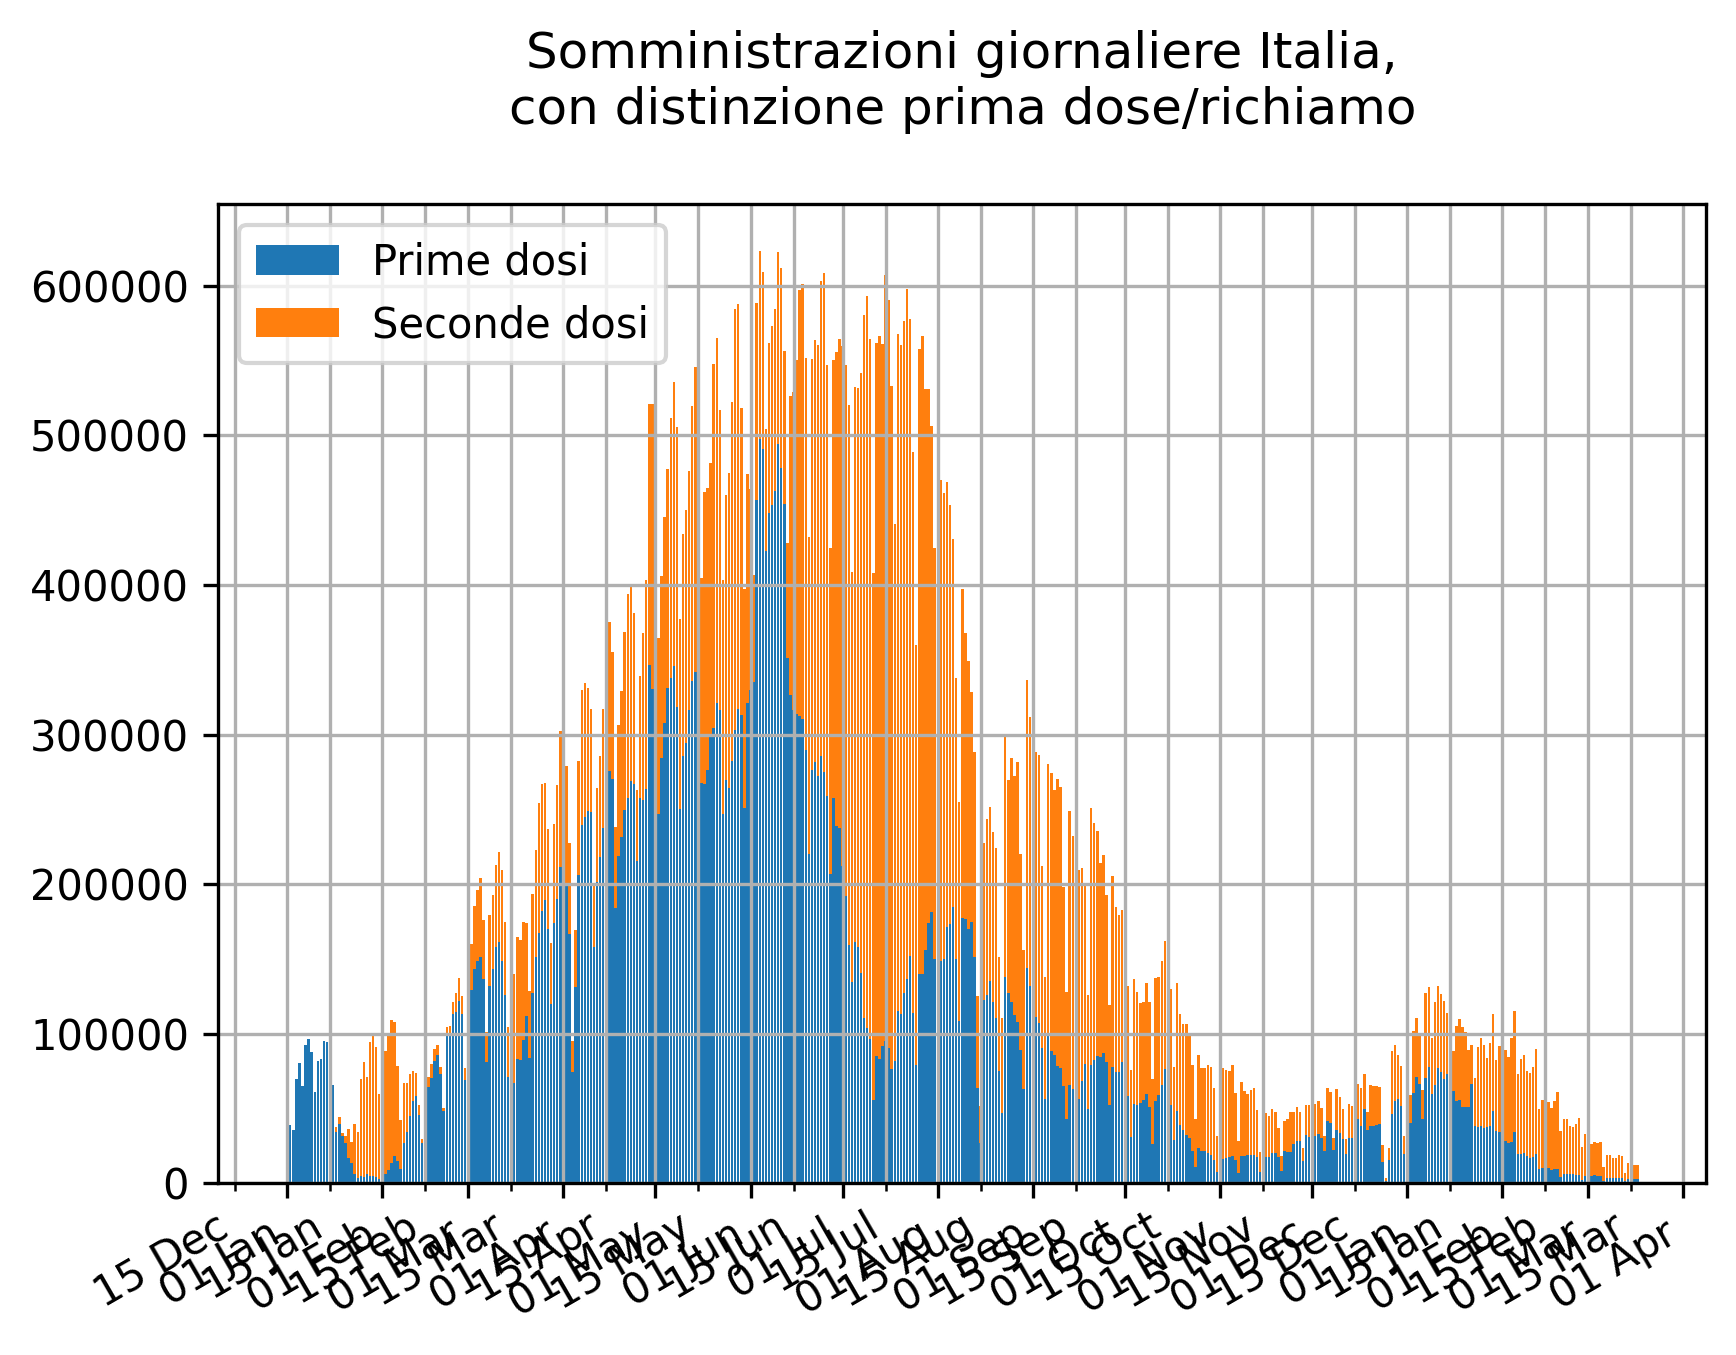 Somministrazioni giornaliere Italia,
con distinzione prima dose/richiamo
Prime dosi
Seconde dosi
600000
500000
400000
300000
200000
100000
0
15 Dec
01 Jan
15 Jan
01 Feb
15 Feb
01 Mar
15 Mar
01 Apr
15 Apr
01 May
15 May
01 Jun
15 Jun
01 Jul
15 Jul
01 Aug
15 Aug
01 Sep
15 Sep
01 Oct
15 Oct
01 Nov
15 Nov
01 Dec
15 Dec
01 Jan
15 Jan
01 Feb
15 Feb
01 Mar
15 Mar
01 Apr